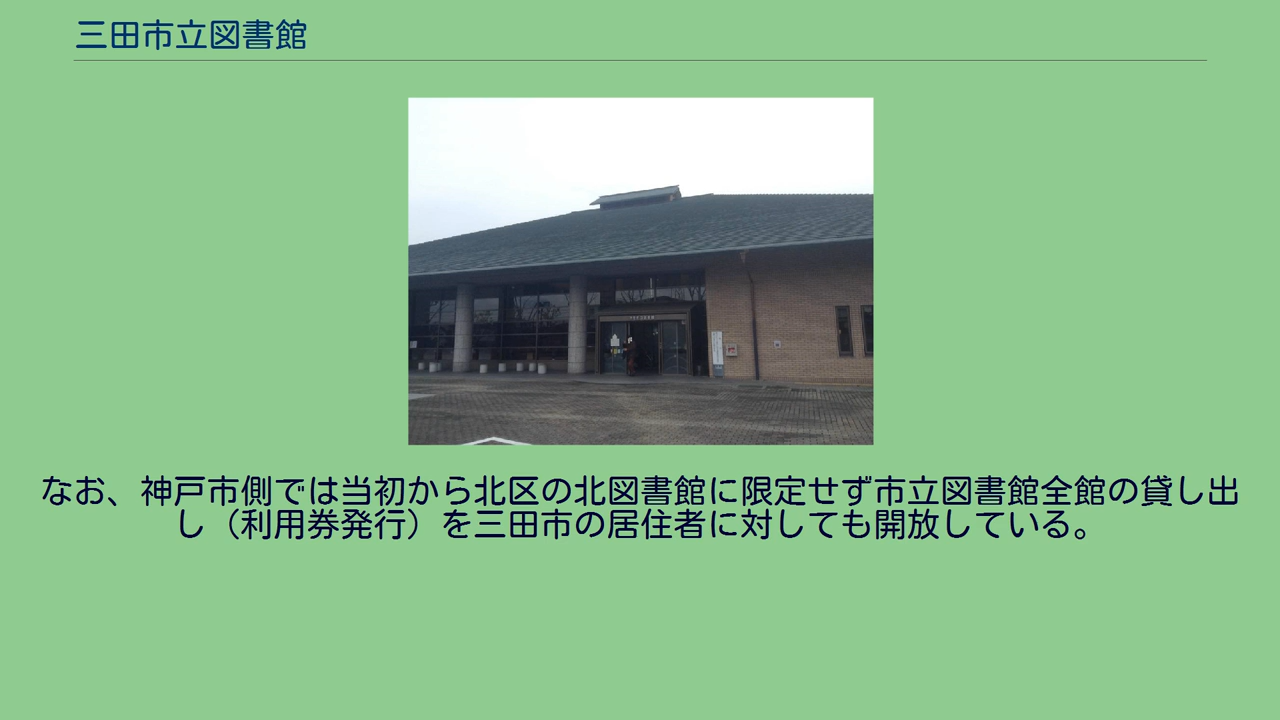 三田市立図書館
なお、神戸市側では当初から北区の北図書館に限定せず市立図書館全館の貸し出
し（利用券発行）を三田市の居住者に対しても開放している。